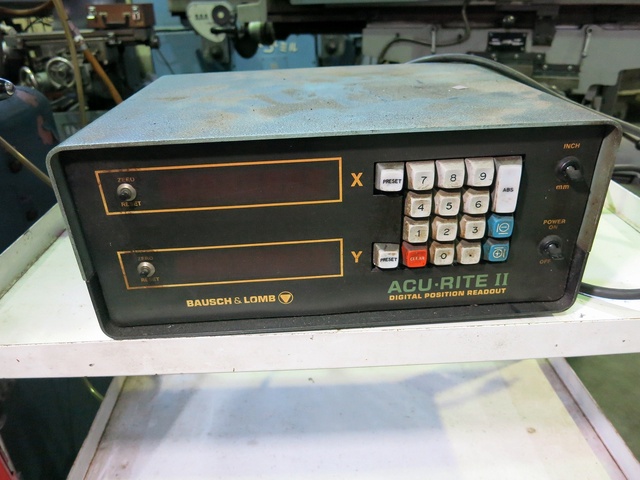 ZERO
RESET
X
PRESET
7 8 9
ABS
4 5 6
1 2 3
ZERO
RESET
Y
PRESET
CLEAR
0 .
INCH
mm
POWER
ON
OFF
BAUSCH & LOMB
ACU·RITE II
DIGITAL POSITION READOUT